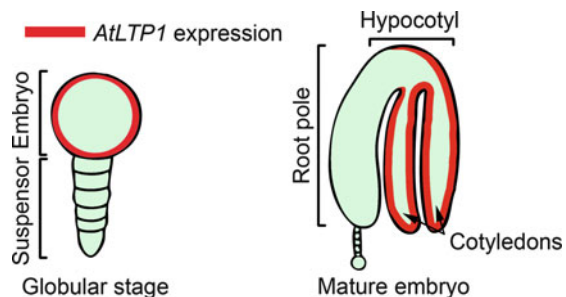 AtLTP1 expression
Hypocotyl
Embryo
Suspensor
Root pole
Cotyledons
Globular stage
Mature embryo